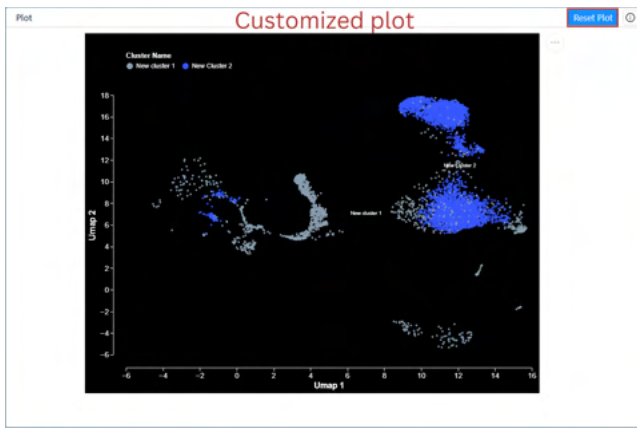 Plot
Customized plot
Reset Plot
Cluster Name
New cluster 1
New Cluster 2
18
16
14
12
10
8
6
4
2
0
−2
−4
−6
Umap 2
New Cluster 2
New cluster 1
−6
−4
−2
0
2
4
6
8
10
12
14
16
Umap 1